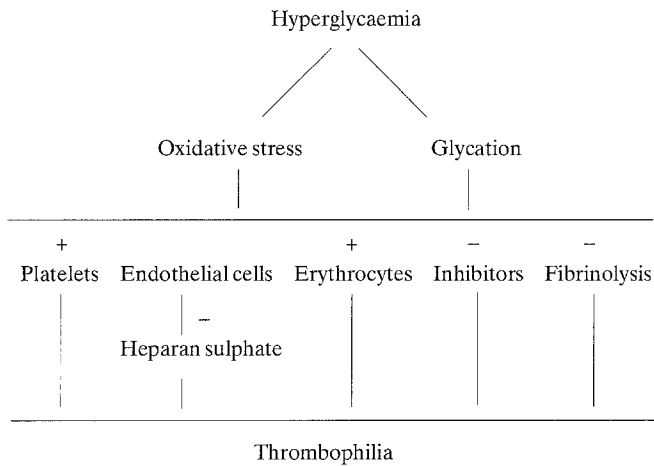 Hyperglycaemia
Oxidative stress Glycation
+ + − −
Platelets Endothelial cells Erythrocytes Inhibitors Fibrinolysis
−
Heparan sulphate
Thrombophilia